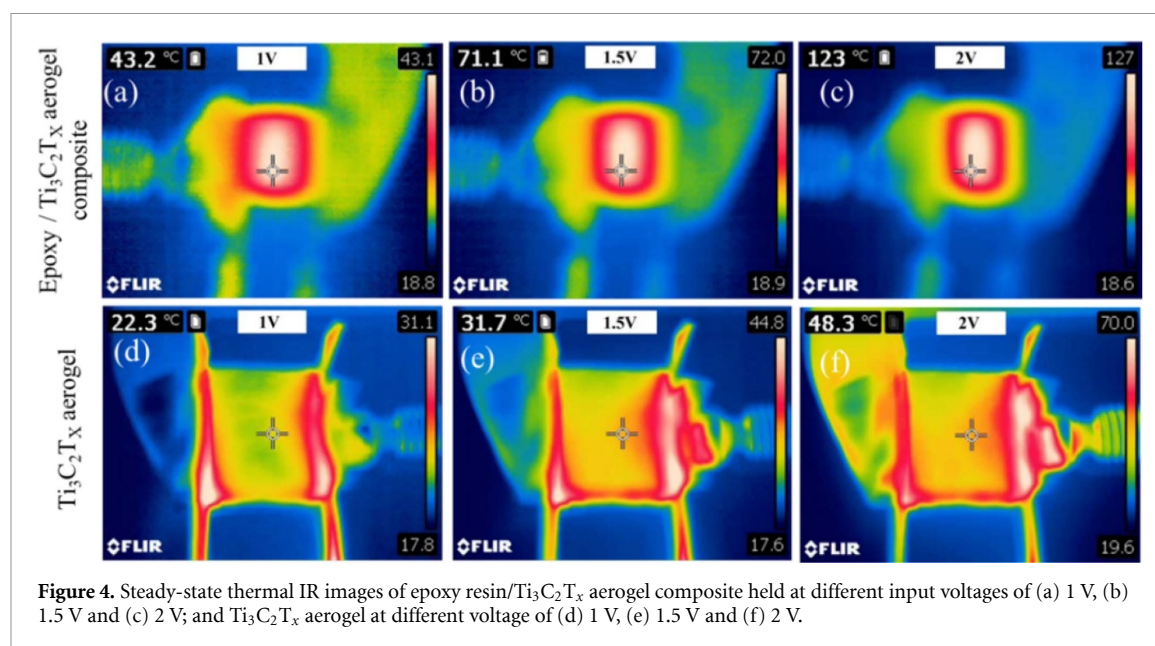 Epoxy / Ti₃C₂Tₓ aerogel
composite
43.2 °C 1V 43.1
(a)
FLIR 18.8
71.1 °C 1.5V 72.0
(b)
FLIR 18.9
123 °C 2V 127
(c)
FLIR 18.6
Ti₃C₂Tₓ aerogel
22.3 °C 1V 31.1
(d)
FLIR 17.8
31.7 °C 1.5V 44.8
(e)
FLIR 17.6
48.3 °C 2V 70.0
(f)
FLIR 19.6
Figure 4. Steady-state thermal IR images of epoxy resin/Ti₃C₂Tₓ aerogel composite held at different input voltages of (a) 1 V, (b)
1.5 V and (c) 2 V; and Ti₃C₂Tₓ aerogel at different voltage of (d) 1 V, (e) 1.5 V and (f) 2 V.